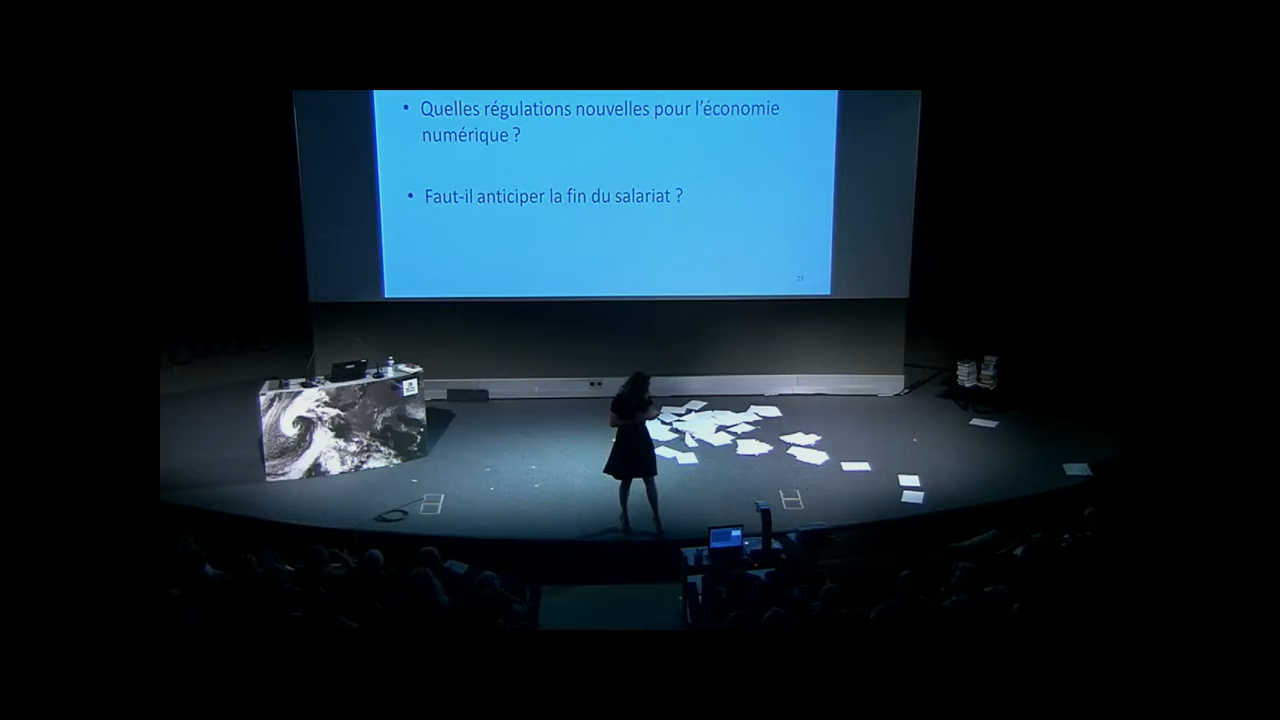 • Quelles régulations nouvelles pour l'économie
numérique ?
• Faut-il anticiper la fin du salariat ?